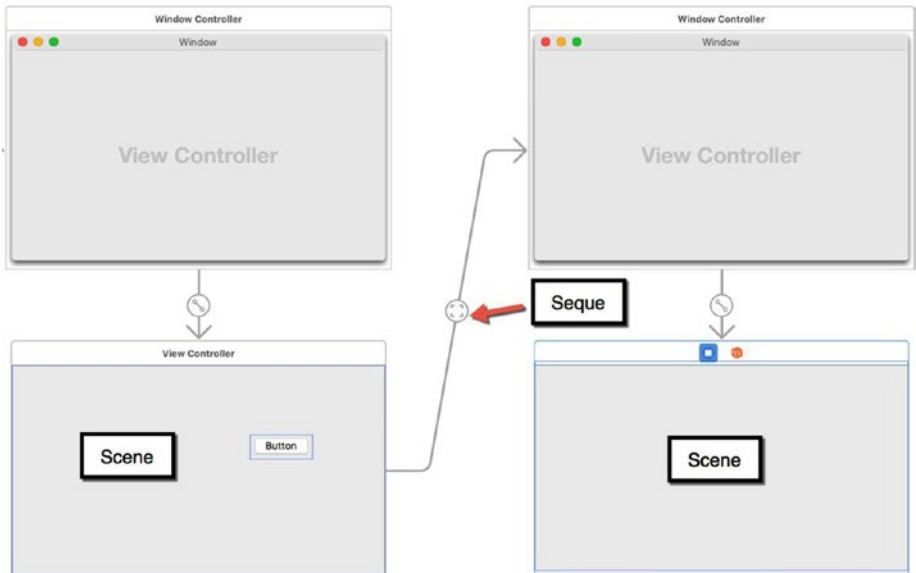 Window Controller
Window
View Controller
Window Controller
Window
View Controller
Seque
View Controller
Scene
Button
Scene